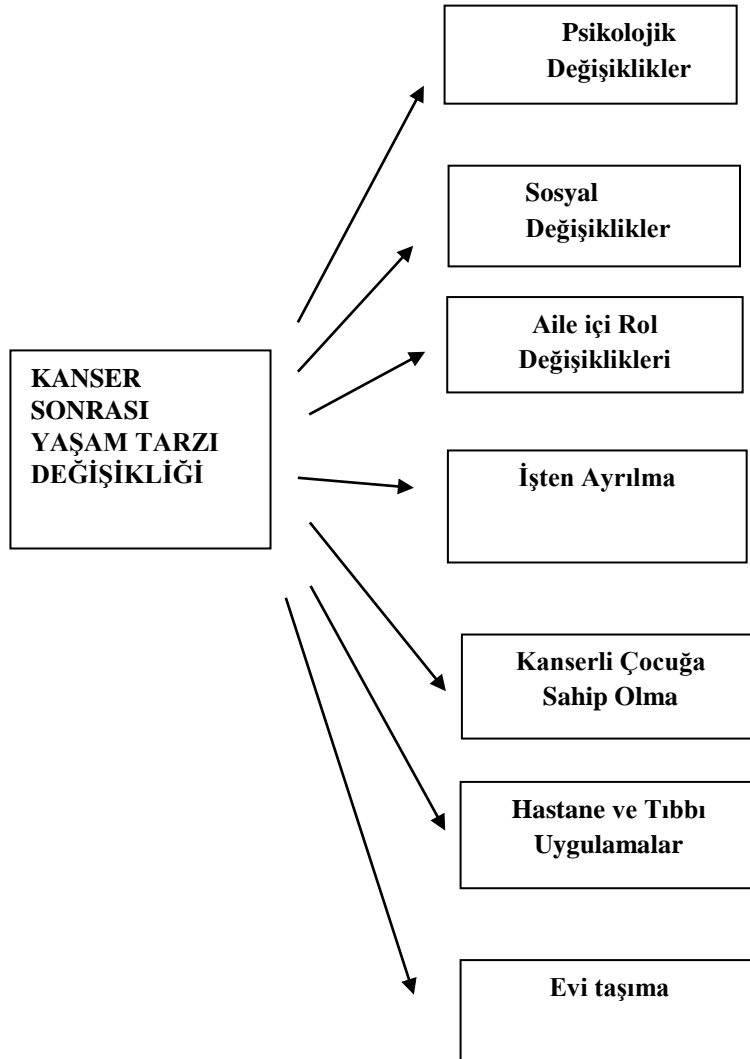 Psikolojik
Değişiklikler
Sosyal
Değişiklikler
Aile içi Rol
Değişiklikleri
KANSER
SONRASI
YAŞAM TARZI
DEĞİŞİKLİĞİ
İşten Ayrılma
Kanserli Çocuğa
Sahip Olma
Hastane ve Tıbbı
Uygulamalar
Evi taşıma